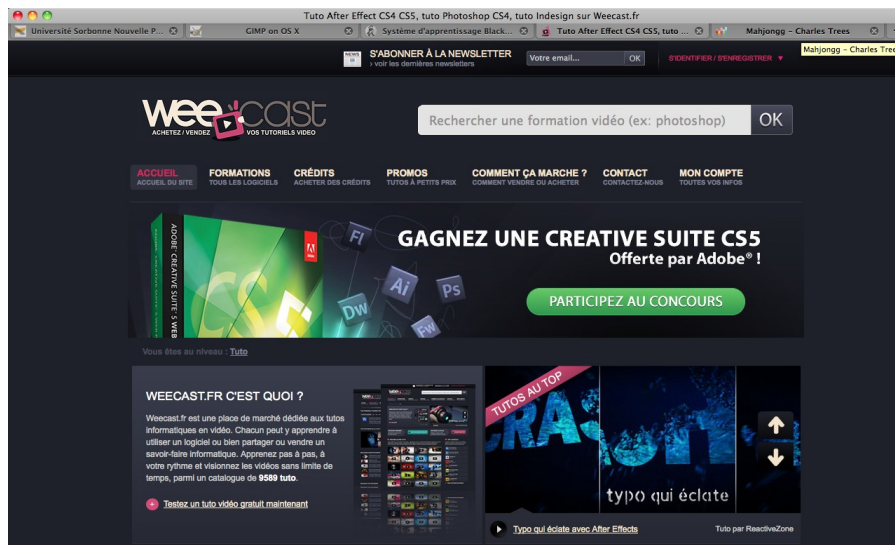 Tuto After Effect CS4 CS5, tuto Photoshop CS4, tuto Indesign sur Weecast.fr
Université Sorbonne Nouvelle P...
GIMP on OS X
Système d'apprentissage Black...
Tuto After Effect CS4 CS5, tuto ...
Mahjongg – Charles Trees
Mahjongg – Charles Tree
S'ABONNER À LA NEWSLETTER
› voir les dernières newsletters
Votre email...
OK
S'IDENTIFIER / S'ENREGISTRER
weecast
ACHETEZ / VENDEZ VOS TUTORIELS VIDEO
Rechercher une formation vidéo (ex: photoshop)
OK
ACCUEIL
ACCUEIL DU SITE
FORMATIONS
TOUS LES LOGICIELS
CRÉDITS
ACHETER DES CRÉDITS
PROMOS
TUTOS À PETITS PRIX
COMMENT ÇA MARCHE ?
COMMENT VENDRE OU ACHETER
CONTACT
CONTACTEZ-NOUS
MON COMPTE
TOUTES VOS INFOS
ADOBE® CREATIVE SUITE® 5 WEB
CS5
Fl
Ai
Ps
Dw
Fw
GAGNEZ UNE CREATIVE SUITE CS5
Offerte par Adobe® !
PARTICIPEZ AU CONCOURS
Vous êtes au niveau : Tuto
WEECAST.FR C'EST QUOI ?
Weecast.fr est une place de marché dédiée aux tutos
informatiques en vidéo. Chacun peut y apprendre à
utiliser un logiciel ou bien partager ou vendre un
savoir-faire informatique. Apprenez pas à pas, à
votre rythme et visionnez les vidéos sans limite de
temps, parmi un catalogue de 9589 tuto.
Testez un tuto vidéo gratuit maintenant
TUTOS AU TOP
typo qui éclate
Typo qui éclate avec After Effects
Tuto par ReactiveZone